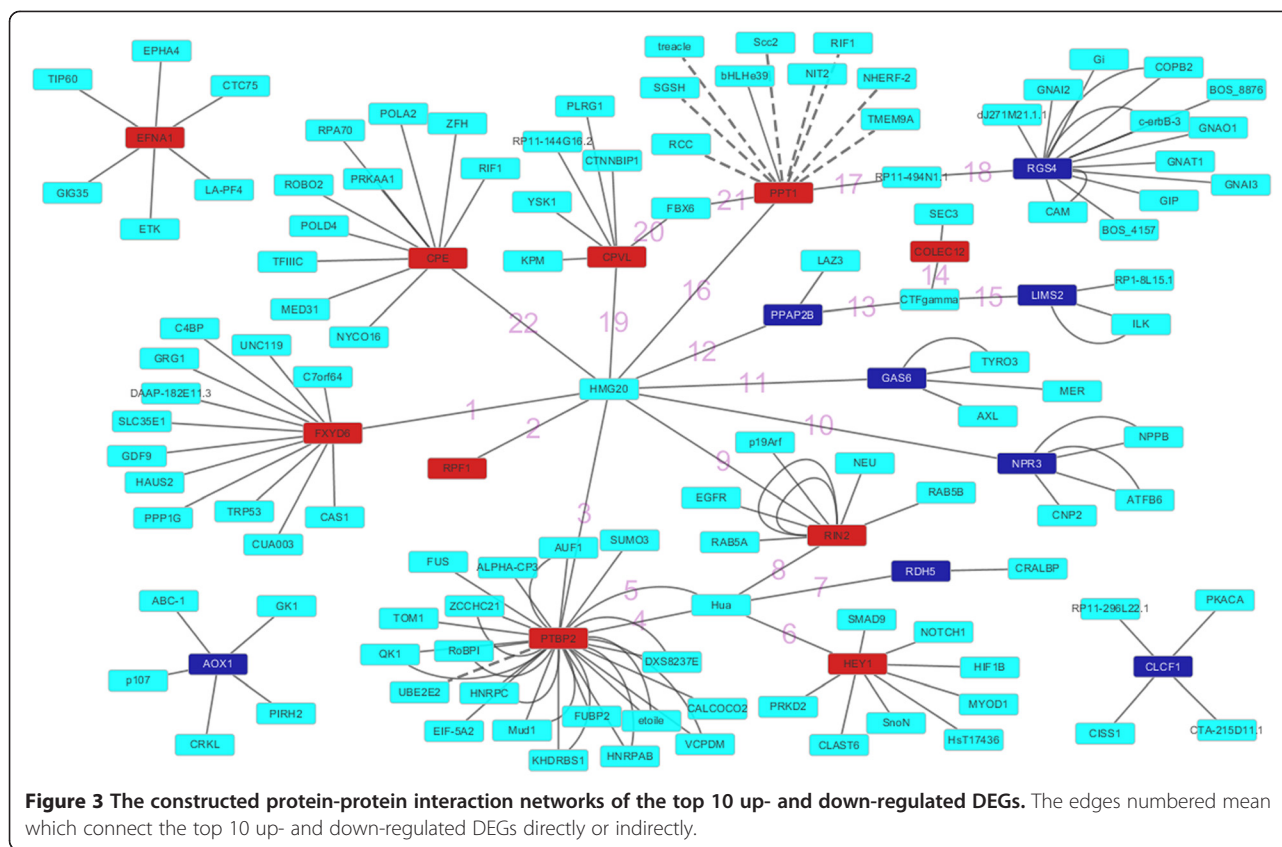 EPHA4
TIP60
CTC75
EFNA1
GIG35
LA-PF4
ETK
POLA2
RPA70
ZFH
PRKAA1
RIF1
ROBO2
POLD4
CPE
TFIIIC
MED31
NYCO16
PLRG1
RP11-144G16.2
CTNNBIP1
YSK1
FBX6
20
KPM
CPVL
treacle
Scc2
RIF1
bHLHe39
NIT2
SGSH
NHERF-2
TMEM9A
RCC
PPT1
21
17
RP11-494N1.1
18
Gi
COPB2
GNAI2
BOS_8876
dJ271M21.1.1
c-erbB-3
GNAO1
RGS4
GNAT1
GNAI3
GIP
CAM
BOS_4157
SEC3
COLEC12
14
LAZ3
PPAP2B
13
CTFgamma
15
LIMS2
RP1-8L15.1
ILK
16
22
19
12
HMG20
11
GAS6
TYRO3
MER
AXL
10
NPR3
NPPB
ATFB6
CNP2
C4BP
UNC119
GRG1
C7orf64
DAAP-182E11.3
SLC35E1
FXYD6
1
GDF9
HAUS2
TRP53
PPP1G
CAS1
CUA003
2
RPF1
9
p19Arf
NEU
EGFR
RAB5B
RAB5A
RIN2
3
AUF1
SUMO3
FUS
ALPHA-CP3
ZCCHC21
TOM1
PTBP2
5
4
Hua
8
7
RDH5
CRALBP
6
QK1
RoBPI
DXS8237E
UBE2E2
HNRPC
CALCOCO2
EIF-5A2
Mud1
FUBP2
etoile
VCPDM
KHDRBS1
HNRPAB
SMAD9
NOTCH1
HEY1
HIF1B
PRKD2
MYOD1
SnoN
CLAST6
HsT17436
ABC-1
GK1
AOX1
p107
PIRH2
CRKL
RP11-296L22.1
PKACA
CLCF1
CISS1
CTA-215D11.1
Figure 3 The constructed protein-protein interaction networks of the top 10 up- and down-regulated DEGs. The edges numbered mean
which connect the top 10 up- and down-regulated DEGs directly or indirectly.